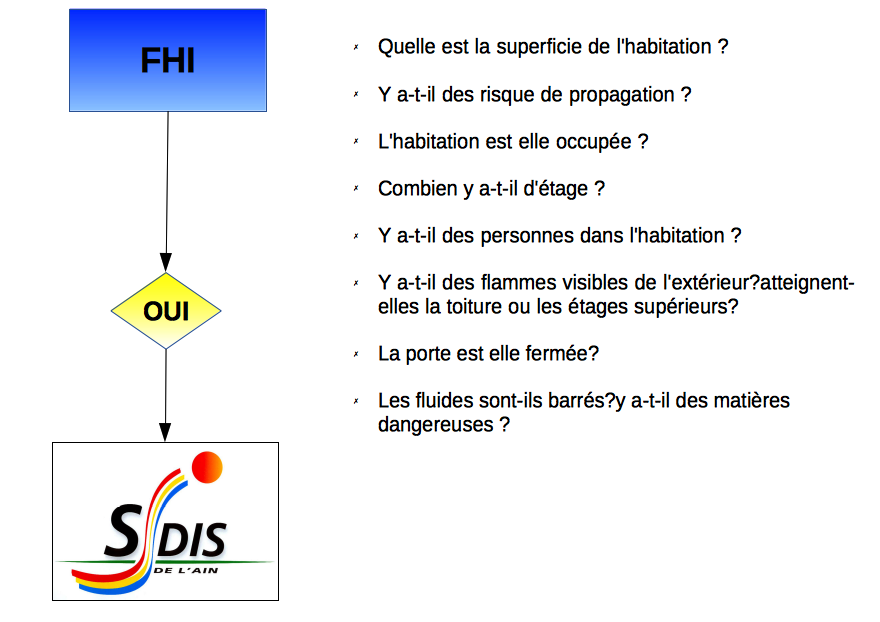 FHI
OUI
SDIS
DE L'AIN
Quelle est la superficie de l'habitation ?
Y a-t-il des risque de propagation ?
L'habitation est elle occupée ?
Combien y a-t-il d'étage ?
Y a-t-il des personnes dans l'habitation ?
Y a-t-il des flammes visibles de l'extérieur?atteignent-
elles la toiture ou les étages supérieurs?
La porte est elle fermée?
Les fluides sont-ils barrés?y a-t-il des matières
dangereuses ?